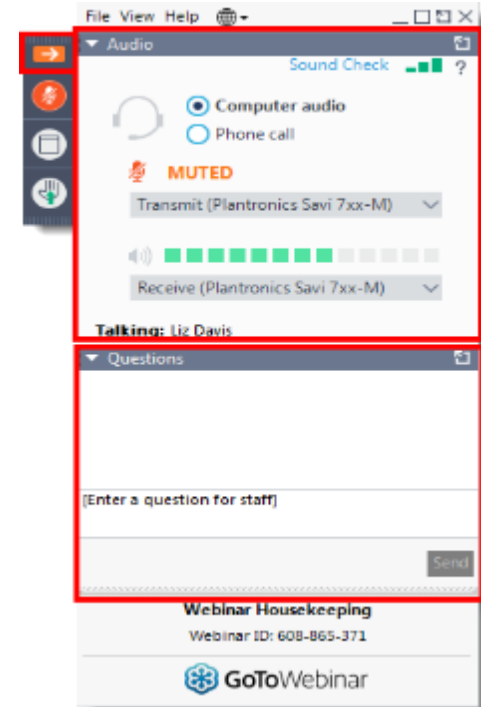 File View Help
Audio
Sound Check ?
Computer audio
Phone call
MUTED
Transmit (Plantronics Savi 7xx-M)
Receive (Plantronics Savi 7xx-M)
Talking: Liz Davis
Questions
[Enter a question for staff]
Send
Webinar Housekeeping
Webinar ID: 608-865-371
GoToWebinar